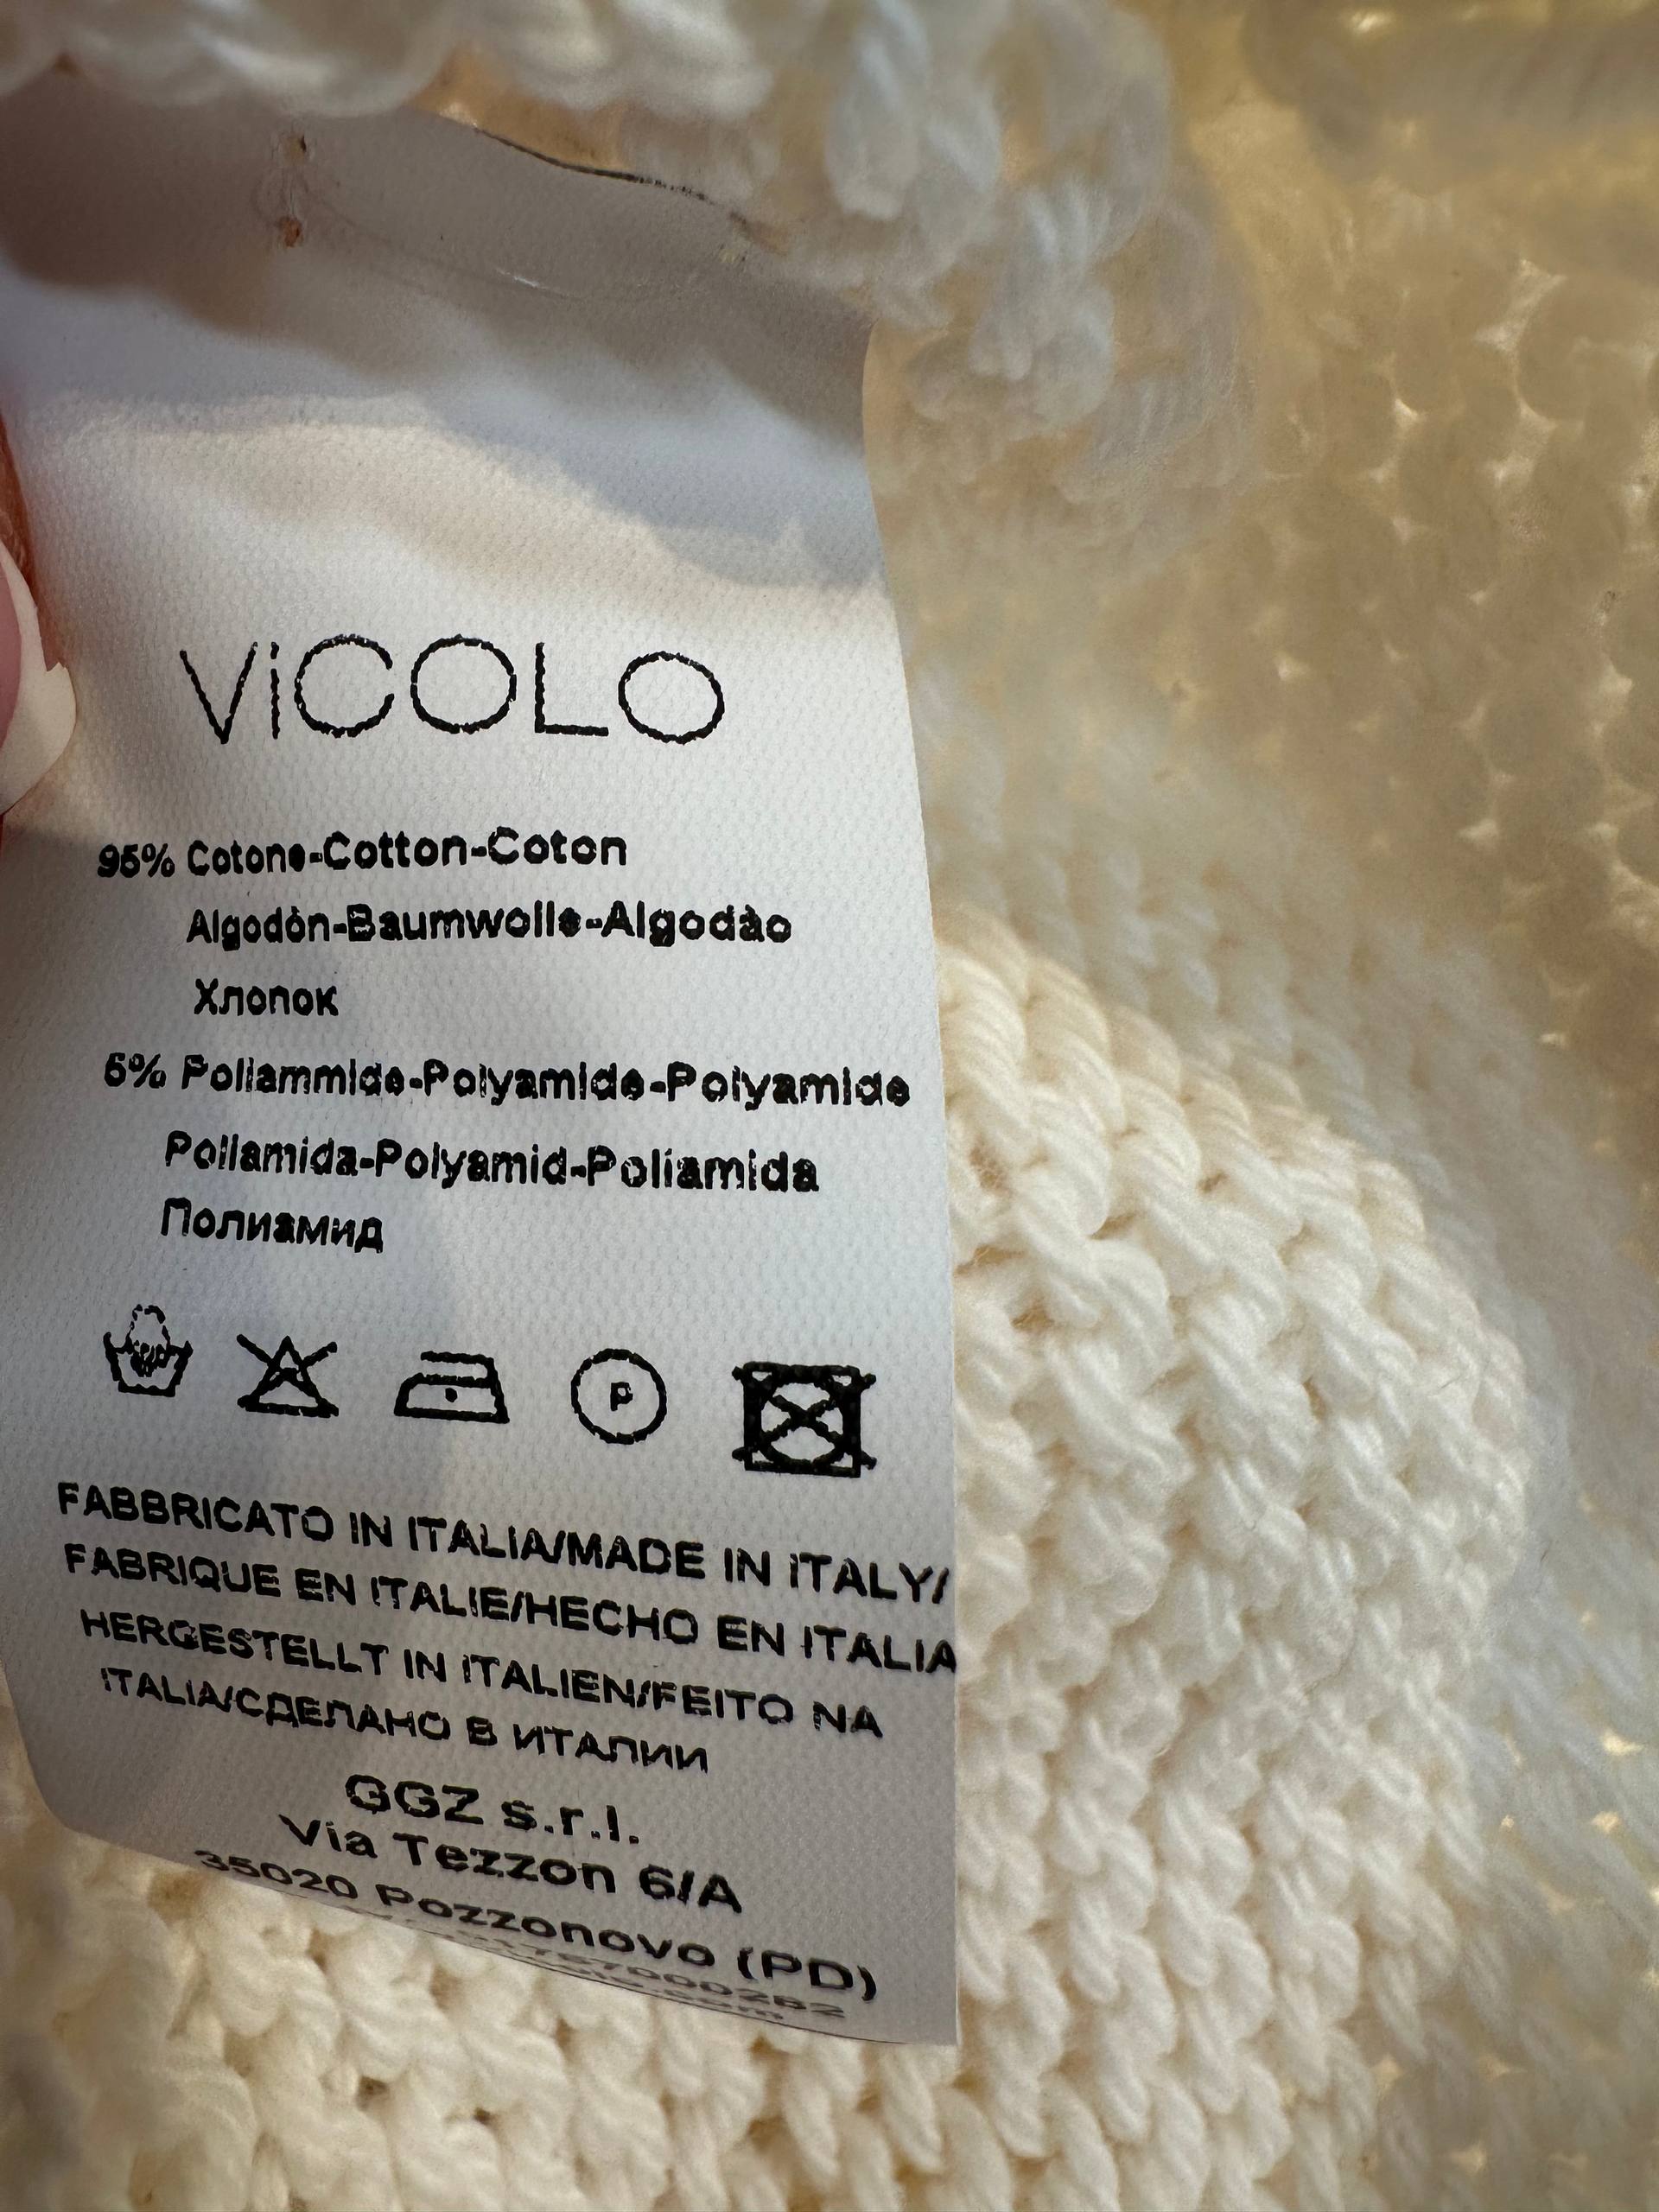 ViCOLO
95% Cotone-Cotton-Coton
Algodòn-Baumwolle-Algodào
Хлопок
5% Poliammide-Polyamide-Polyamide
Poliamida-Polyamid-Poliamida
Полиамид
P
FABBRICATO IN ITALIA/MADE IN ITALY/
FABRIQUE EN ITALIE/HECHO EN ITALIA
HERGESTELLT IN ITALIEN/FEITO NA
ITALIA/СДЕЛАНО В ИТАЛИИ
GGZ s.r.l.
Via Tezzon 6/A
35020 Pozzonovo (PD)